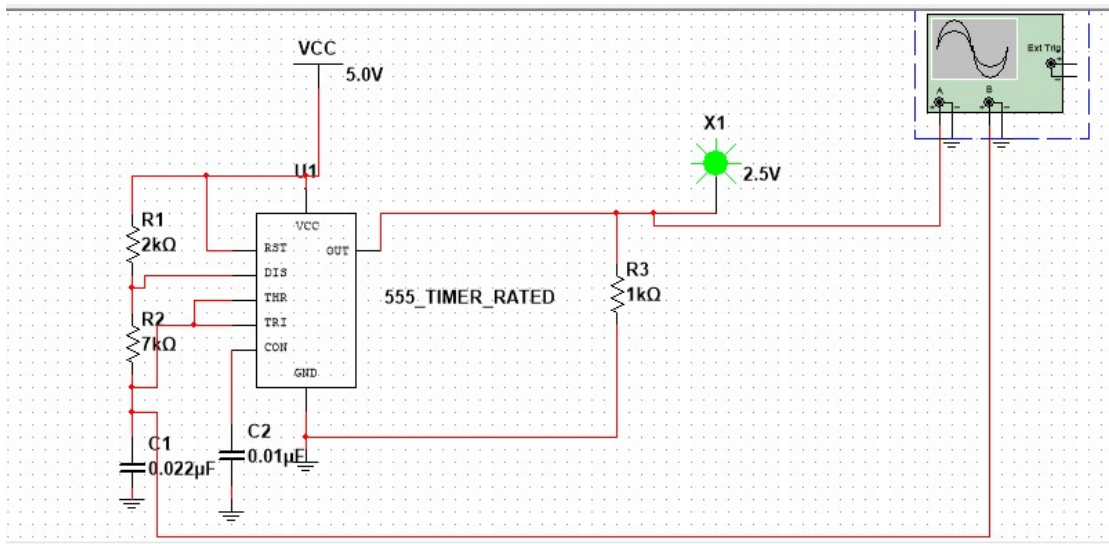 VCC
5.0V
Ext Trig
+
-
A
B
+
-
+
-
X1
2.5V
U1
R1
2kΩ
VCC
RST
OUT
DIS
THR
TRI
CON
GND
R3
1kΩ
555_TIMER_RATED
R2
7kΩ
C1
0.022µF
C2
0.01µF